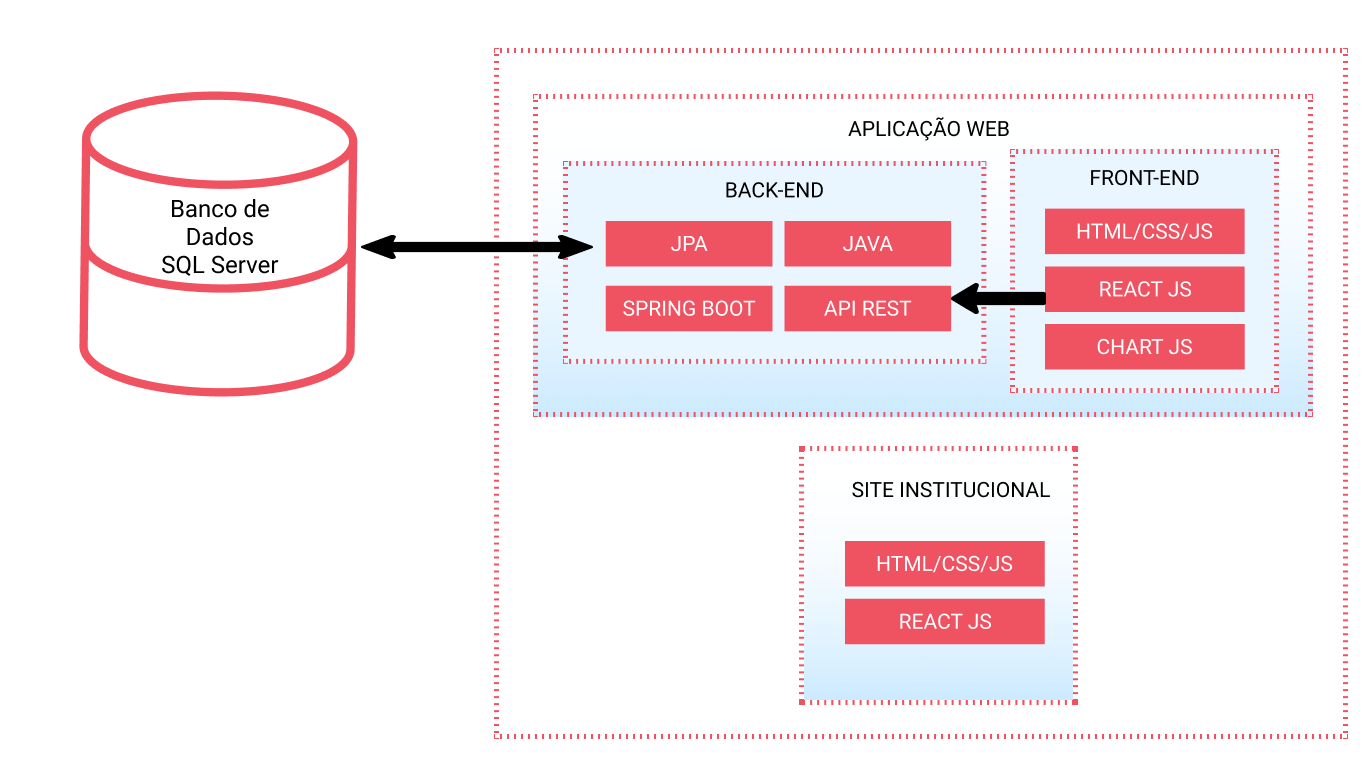 Banco de
Dados
SQL Server
APLICAÇÃO WEB
BACK-END
JPA
JAVA
SPRING BOOT
API REST
FRONT-END
HTML/CSS/JS
REACT JS
CHART JS
SITE INSTITUCIONAL
HTML/CSS/JS
REACT JS